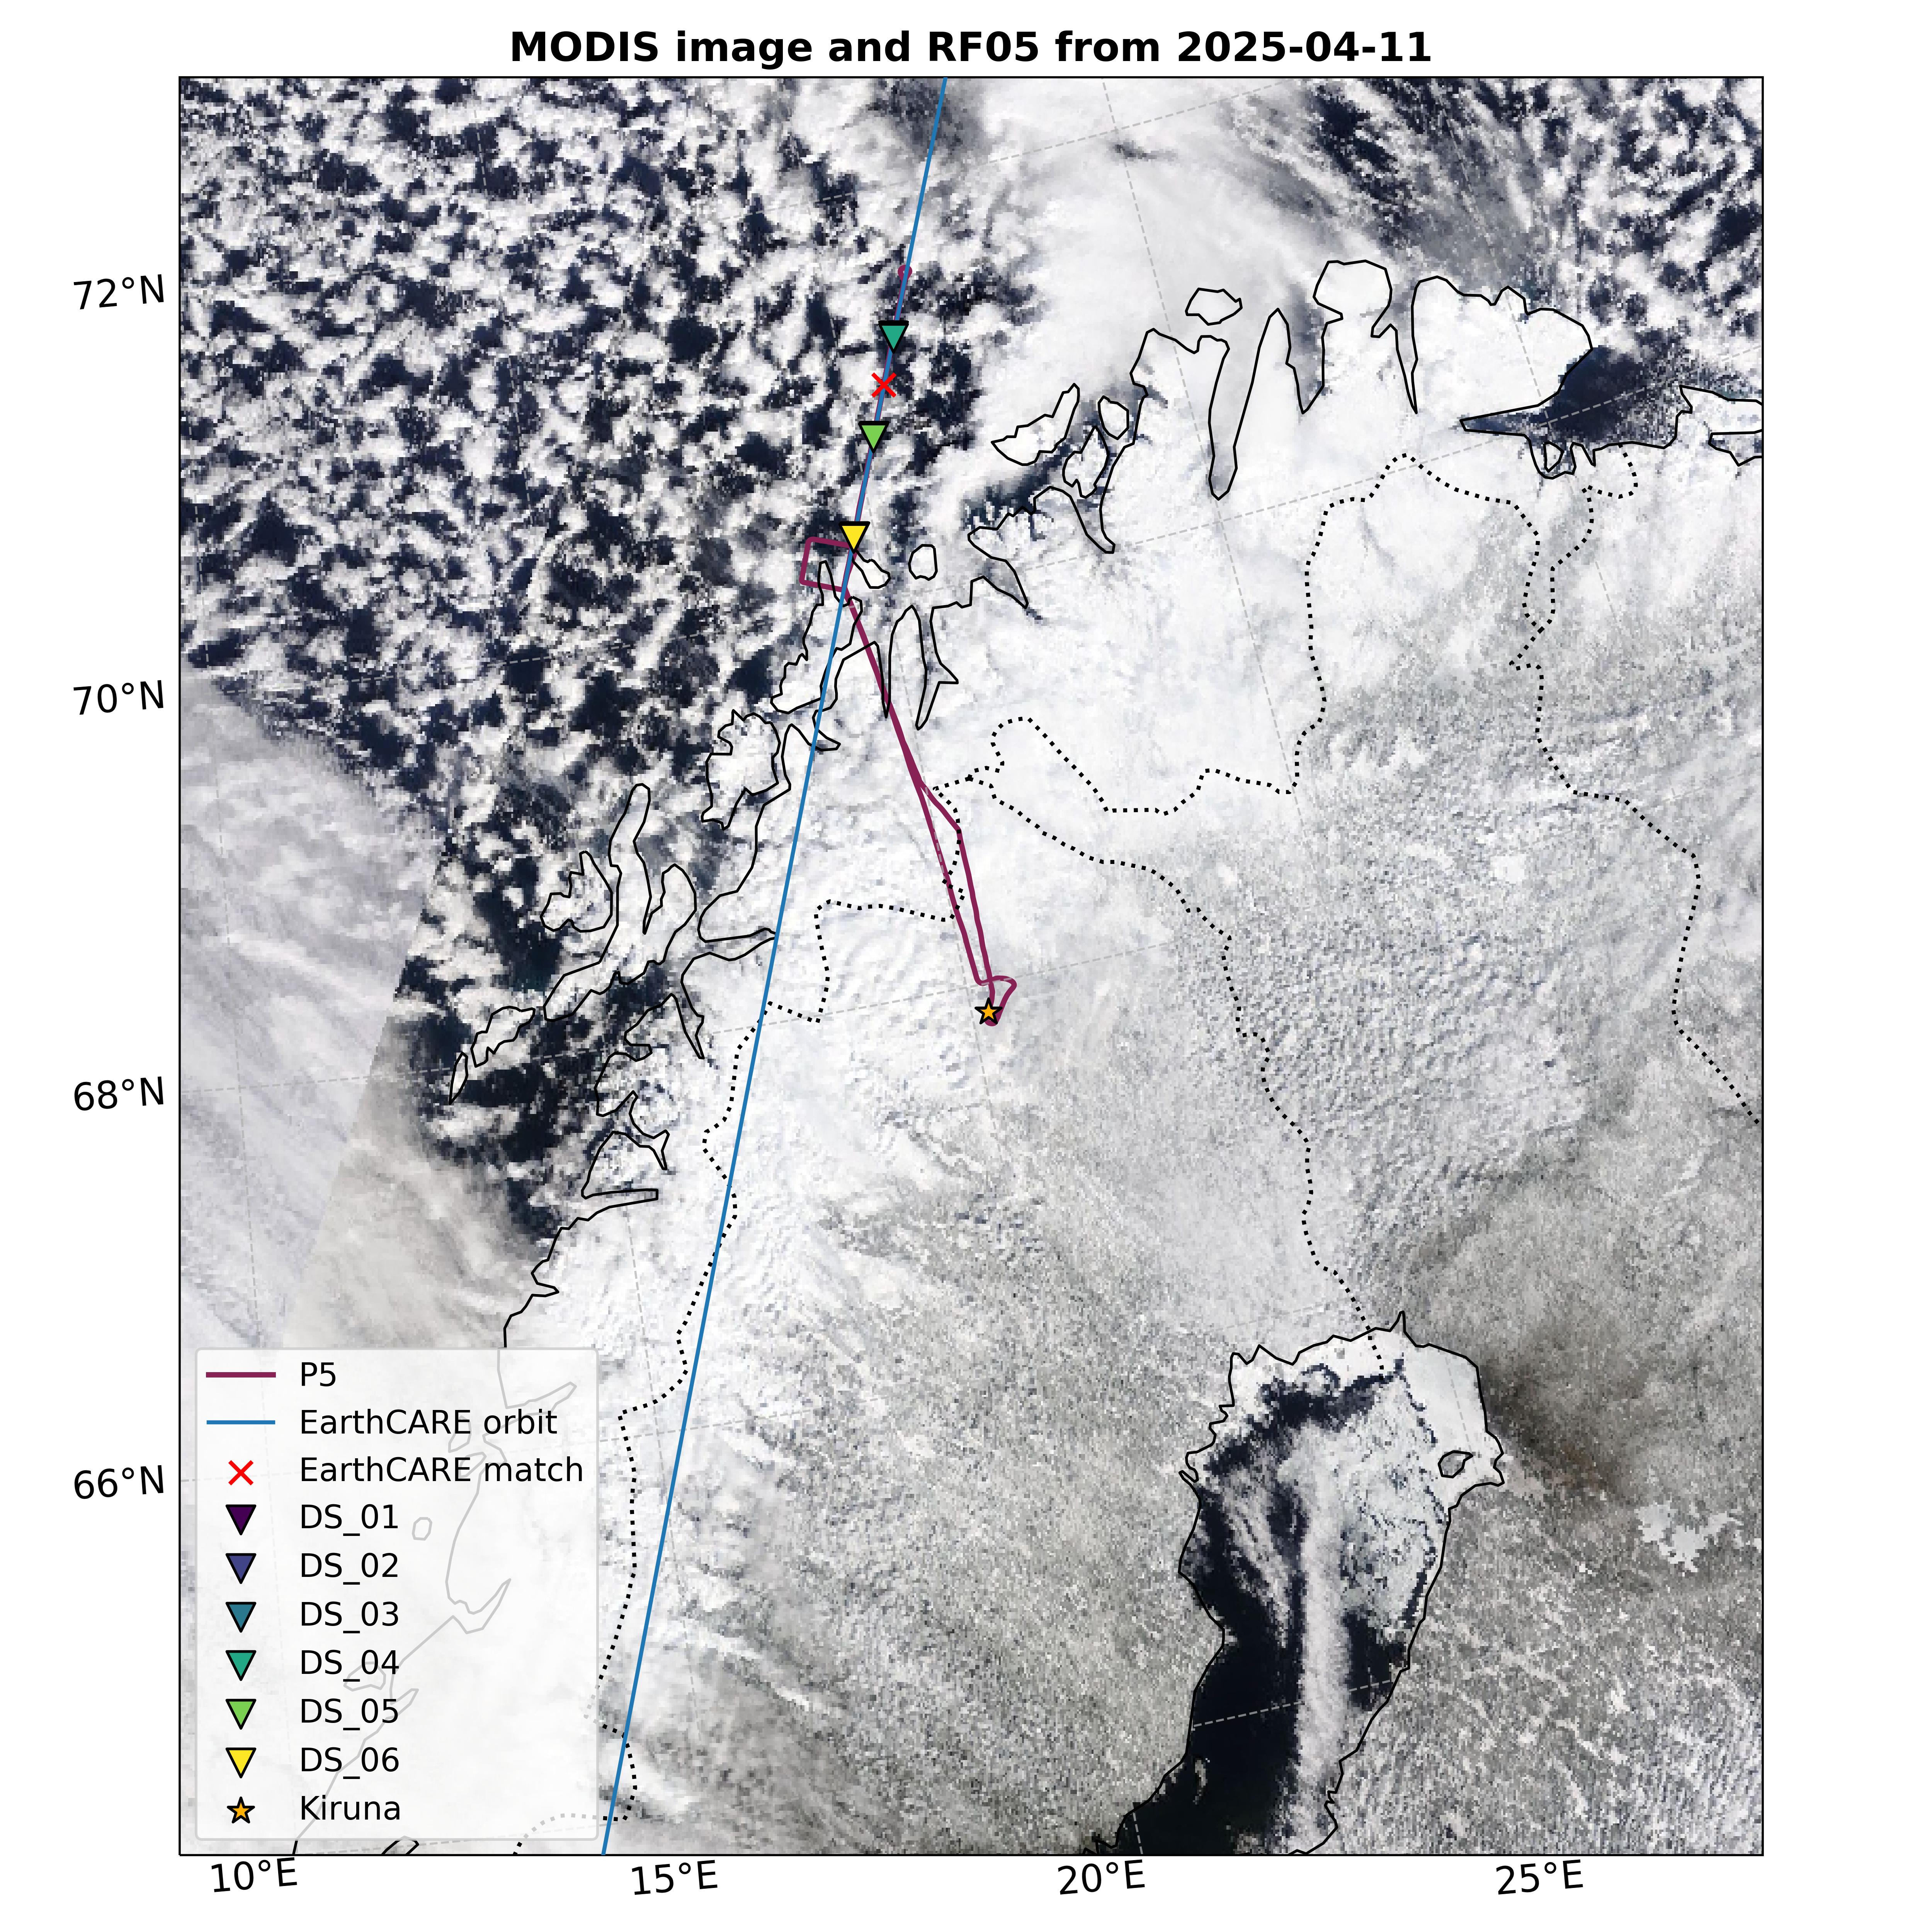 MODIS image and RF05 from 2025-04-11
72°N
70°N
68°N
66°N
P5
EarthCARE orbit
EarthCARE match
DS_01
DS_02
DS_03
DS_04
DS_05
DS_06
Kiruna
10°E
15°E
20°E
25°E